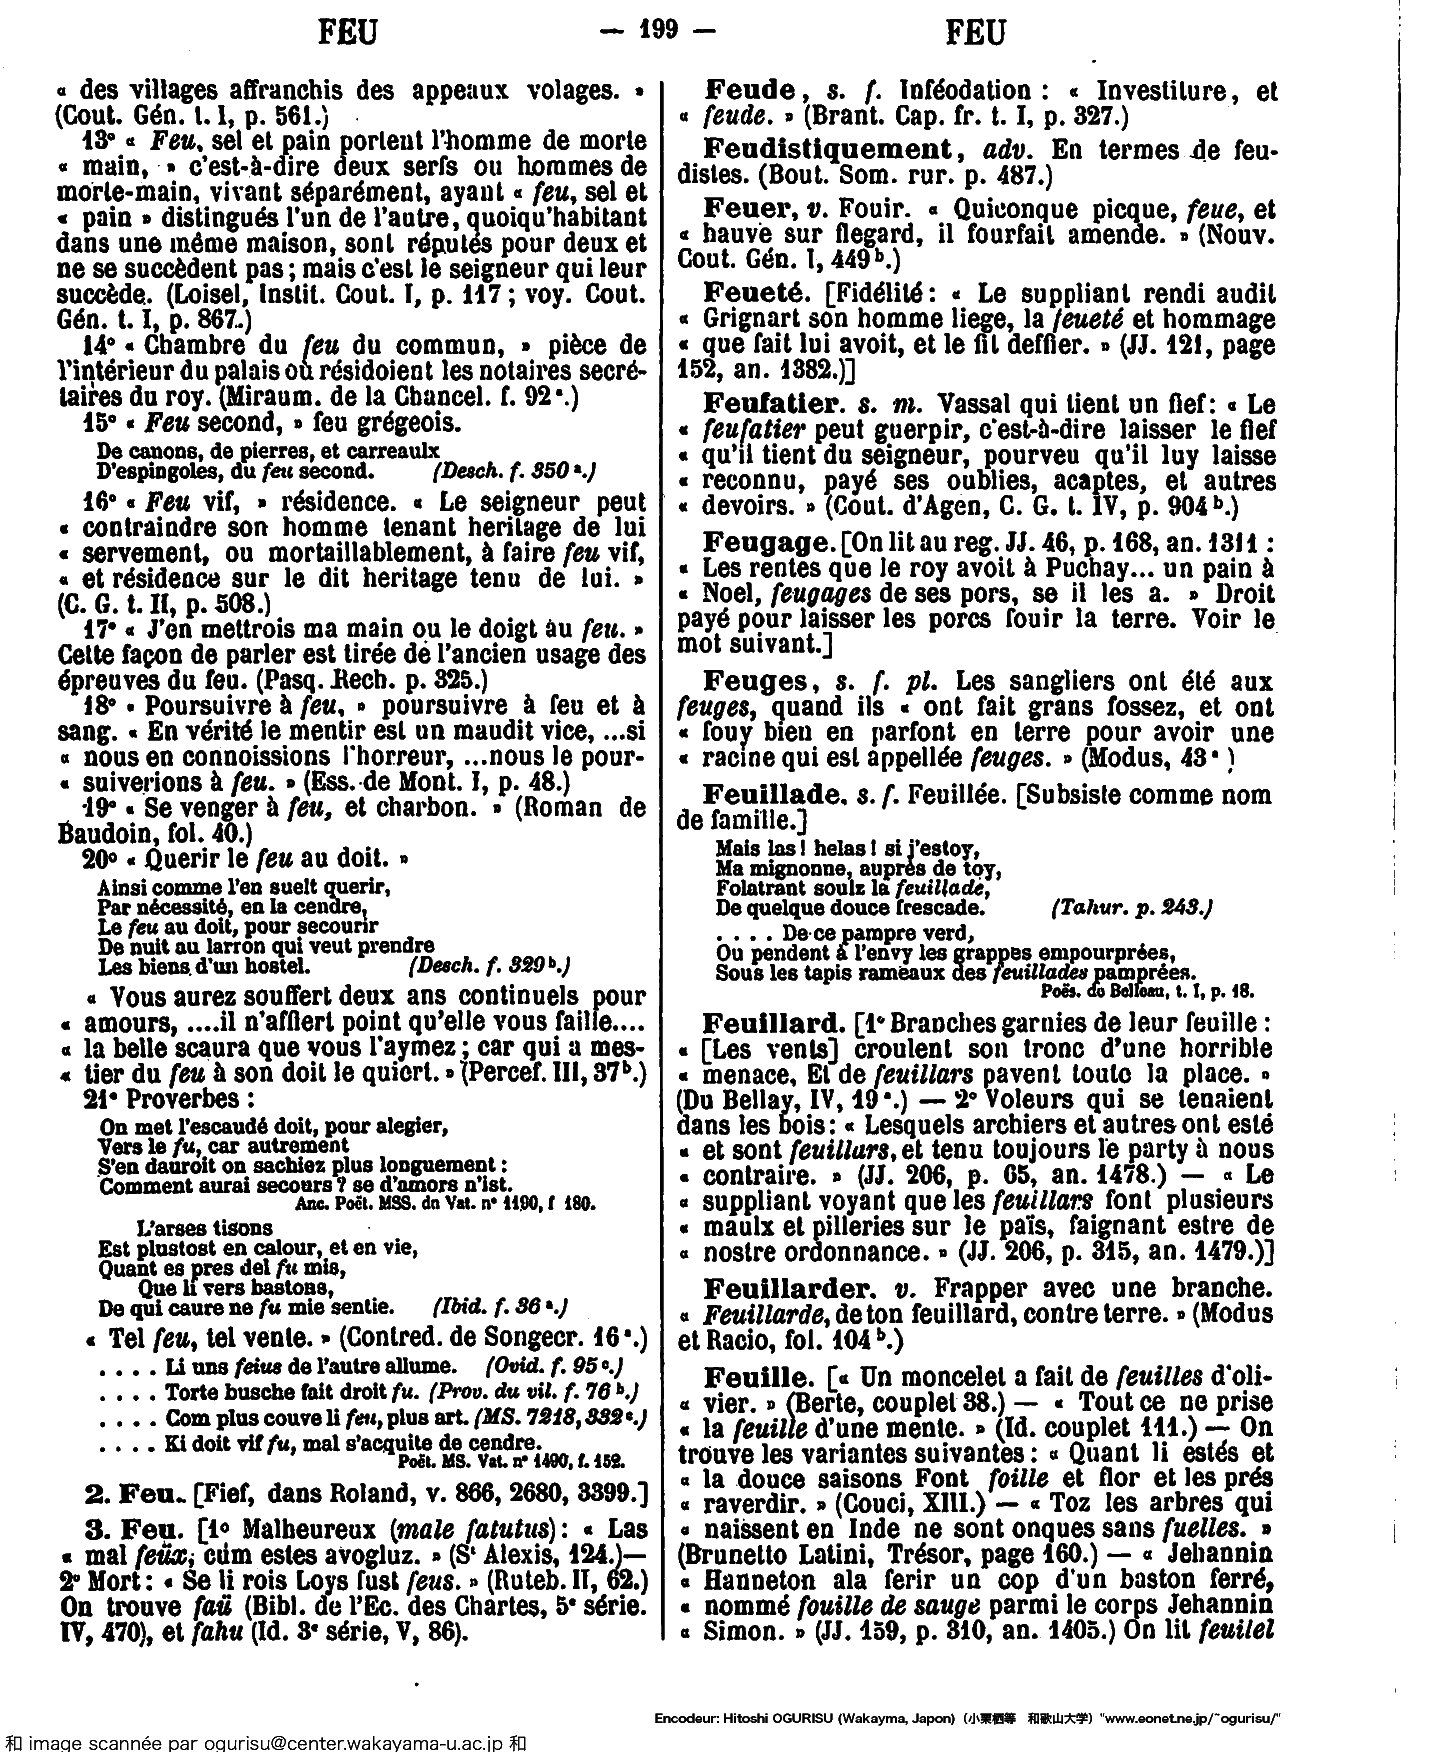 FEU — 199 — FEU
« des villages affranchis des appeaux volages. »
(Cout. Gén. t. I, p. 561.)
13° « Feu, sel et pain portent l'homme de morte
« main, » c'est-à-dire deux serfs ou hommes de
morte-main, vivant séparément, ayant « feu, sel et
« pain » distingués l'un de l'autre, quoiqu'habitant
dans une même maison, sont réputés pour deux et
ne se succèdent pas ; mais c'est le seigneur qui leur
succède. (Loisel, Instit. Cout. I, p. 117 ; voy. Cout.
Gén. t. I, p. 867.)
14° « Chambre du feu du commun, » pièce de
l'intérieur du palais où résidoient les notaires secré-
taires du roy. (Miraum. de la Chancel. f. 92 ª.)
15° « Feu second, » feu grégeois.
De canons, de pierres, et carreaulx
D'espingoles, du feu second. (Desch. f. 350 ª.)
16° « Feu vif, » résidence. « Le seigneur peut
« contraindre son homme tenant heritage de lui
« servement, ou mortaillablement, à faire feu vif,
« et résidence sur le dit heritage tenu de lui. »
(C. G. t. II, p. 508.)
17° « J'en mettrois ma main ou le doigt au feu. »
Cette façon de parler est tirée de l'ancien usage des
épreuves du feu. (Pasq. Rech. p. 325.)
18° « Poursuivre à feu, » poursuivre à feu et à
sang. « En vérité le mentir est un maudit vice, ...si
« nous en connoissions l'horreur, ...nous le pour-
« suiverions à feu. » (Ess. de Mont. I, p. 48.)
19° « Se venger à feu, et charbon. » (Roman de
Baudoin, fol. 40.)
20° « Querir le feu au doit. »
Ainsi comme l'en suelt querir,
Par nécessité, en la cendre,
Le feu au doit, pour secourir
De nuit au larron qui veut prendre
Les biens d'un hostel. (Desch. f. 329 ᵇ.)
« Vous aurez souffert deux ans continuels pour
« amours, ....il n'affiert point qu'elle vous faille....
« la belle scaura que vous l'aymez ; car qui a mes-
« tier du feu à son doit le quiert. » (Percef. III, 37ᵇ.)
21° Proverbes :
On met l'escaudé doit, pour alegier,
Vers le fu, car autrement
S'en dauroit on sachiez plus longuement :
Comment aurai secours ? se d'amors n'ist.
Anc. Poët. MSS. du Vat. n° 1490, f 180.
L'arses tisons
Est plustost en calour, et en vie,
Quant es pres del fu mis,
Que li vers bastons,
De qui caure ne fu mie sentie. (Ibid. f. 36 ª.)
« Tel feu, tel vente. » (Contred. de Songecr. 16 ª.)
. . . . Li uns feius de l'autre allume. (Ovid. f. 95 ᶜ.)
. . . . Torte busche fait droit fu. (Prov. du vil. f. 76 ᵇ.)
. . . . Com plus couve li feu, plus art. (MS. 7218, 332 ᶜ.)
. . . . Ki doit vif fu, mal s'acquite de cendre.
Poët. MS. Vat. n° 1490, f. 152.
2. Feu. [Fief, dans Roland, v. 866, 2680, 3399.]
3. Feu. [1° Malheureux (male fatutus) : « Las
« mal feüx, cum estes avogluz. » (Sᵗ Alexis, 124.)—
2° Mort : « Se li rois Loys fust feus. » (Ruteb. II, 62.)
On trouve faü (Bibl. de l'Ec. des Chartes, 5ᵉ série.
IV, 470), et fahu (Id. 3ᵉ série, V, 86).
Feude, s. f. Inféodation : « Investiture, et
« feude. » (Brant. Cap. fr. t. I, p. 327.)
Feudistiquement, adv. En termes de feu-
distes. (Bout. Som. rur. p. 487.)
Feuer, v. Fouir. « Quiconque picque, feue, et
« hauve sur flegard, il fourfait amende. » (Nouv.
Cout. Gén. I, 449 ᵇ.)
Feueté. [Fidélité : « Le suppliant rendi audit
« Grignart son homme liege, la feueté et hommage
« que fait lui avoit, et le fit deffier. » (JJ. 121, page
152, an. 1382.)]
Feufatier. s. m. Vassal qui tient un fief : « Le
« feufatier peut guerpir, c'est-à-dire laisser le fief
« qu'il tient du seigneur, pourveu qu'il luy laisse
« reconnu, payé ses oublies, acaptes, et autres
« devoirs. » (Cout. d'Agen, C. G. t. IV, p. 904 ᵇ.)
Feugage. [On lit au reg. JJ. 46, p. 168, an. 1311 :
« Les rentes que le roy avoit à Puchay... un pain à
« Noel, feugages de ses pors, se il les a. » Droit
payé pour laisser les porcs fouir la terre. Voir le
mot suivant.]
Feuges, s. f. pl. Les sangliers ont été aux
feuges, quand ils « ont fait grans fossez, et ont
« fouy bien en parfont en terre pour avoir une
« racine qui est appellée feuges. » (Modus, 43 ª )
Feuillade, s. f. Feuillée. [Subsiste comme nom
de famille.]
Mais las ! helas ! si j'estoy,
Ma mignonne, auprès de toy,
Folatrant soulz la feuillade,
De quelque douce frescade. (Tahur. p. 243.)
. . . . De ce pampre verd,
Ou pendent à l'envy les grappes empourprées,
Sous les tapis rameaux des feuillades pamprées.
Poës. de Belleau, t. I, p. 18.
Feuillard. [1° Branches garnies de leur feuille :
« [Les vents] croulent son tronc d'une horrible
« menace, Et de feuillars pavent toute la place. »
(Du Bellay, IV, 19 ª.) — 2° Voleurs qui se tenaient
dans les bois : « Lesquels archiers et autres ont esté
« et sont feuillars, et tenu toujours le party à nous
« contraire. » (JJ. 206, p. 65, an. 1478.) — « Le
« suppliant voyant que les feuillars font plusieurs
« maulx et pilleries sur le païs, faignant estre de
« nostre ordonnance. » (JJ. 206, p. 315, an. 1479.)]
Feuillarder. v. Frapper avec une branche.
« Feuillarde, de ton feuillard, contre terre. » (Modus
et Racio, fol. 104 ᵇ.)
Feuille. [« Un moncelet a fait de feuilles d'oli-
« vier. » (Berte, couplet 38.) — « Tout ce ne prise
« la feuille d'une mente. » (Id. couplet 111.) — On
trouve les variantes suivantes : « Quant li estés et
« la douce saisons Font foille et flor et les prés
« raverdir. » (Couci, XIII.) — « Toz les arbres qui
« naissent en Inde ne sont onques sans fuelles. »
(Brunetto Latini, Trésor, page 160.) — « Jehannin
« Hanneton ala ferir un cop d'un baston ferré,
« nommé fouille de sauge parmi le corps Jehannin
« Simon. » (JJ. 159, p. 310, an. 1405.) On lit feuillel
Encodeur: Hitoshi OGURISU (Wakayma, Japon) (小栗栖等 和歌山大学) "www.eonet.ne.jp/~ogurisu/"
和 image scannée par ogurisu@center.wakayama-u.ac.jp 和